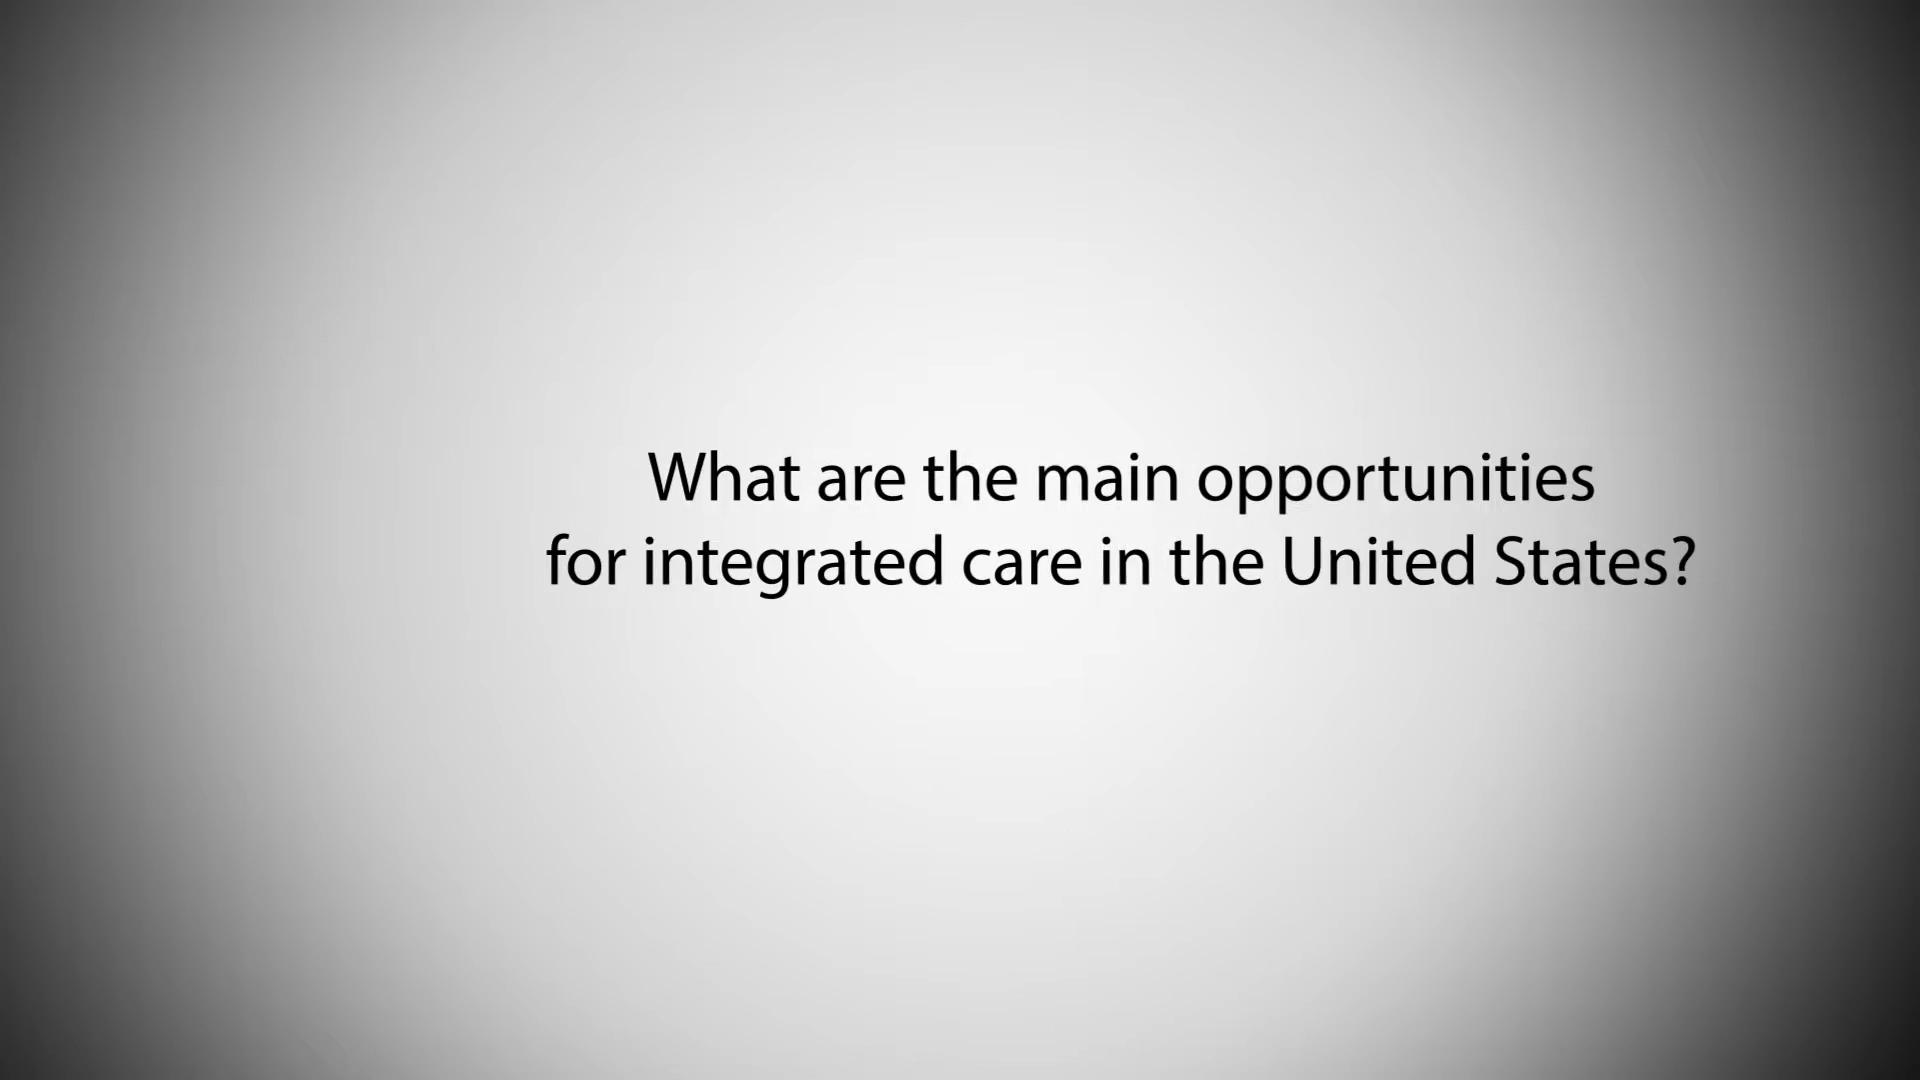 What are the main opportunities
for integrated care in the United States?